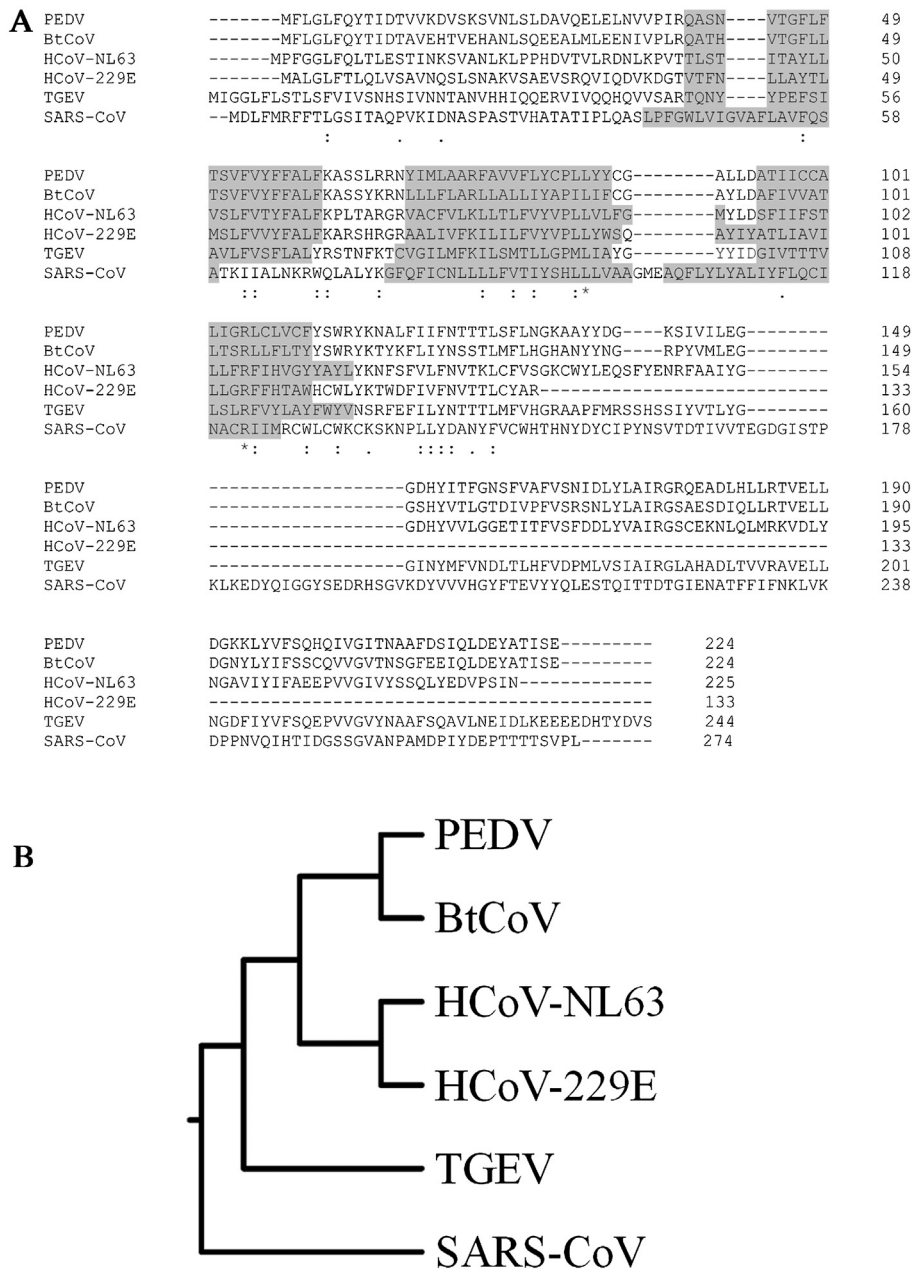 A
PEDV -------MFLGLFQYTIDTVVKDVSKSVNLSLDAVQELELNVVPIRQASN----VTGFLF 49
BtCoV -------MFLGLFQYTIDTAVEHTVEHANLSQEEALMLEENIVPLRQATH----VTGFLL 49
HCoV-NL63 ------MPFGGLFQLTLESTINKSVANLKLPPHDVTVLRDNLKPVTTLST----ITAYLL 50
HCoV-229E ------MALGLFTLQLVSAVNQSLSNAKVSAEVSRQVIQDVKDGTVTFN----LLAYTL 49
TGEV MIGGLFLSTLSFVIVSNHSIVNNTANVHHIQQERVIVQQHQVVSARTQNY----YPEFSI 56
SARS-CoV --MDLFMRFFTLGSITAQPVKIDNASPASTVHATATIPLQASLPFGWLVIGVAFLAVFQS 58
: . . :
PEDV TSVFVYFFALFKASSLRRNYIMLAARFAVVFLYCPLLYYCG--------ALLDATIICCA 101
BtCoV TSVFVYFFALFKARSHRGRLLLFLARLAVLFLYIAPILIFCG--------AYLDAFIVVAT 101
HCoV-NL63 VSLFVTYFALFKPLTARGRVACFVLKLLTLFVYVPLLVLFG--------MYLDSFIIFST 102
HCoV-229E MSLFVVYFALFKARSHRGRAALIVFKILILFVYVPLLYWSQ--------AYIYATLIAVI 101
TGEV AVLFVSFLALYRSTNFKTCVGILMFKILSMTLLGPMLIAYG--------YYIDGIVTTTV 108
SARS-CoV ATKIIALNKRWQLALYKGFQFICNLLLLFVTIYSHLLLVAAGMEAQFLYLYALIYFLQCI 118
:: :: : : :* .
PEDV LIGRLCLVCFYSWRYKNALFIIFNTTTLSFLNGKAAYYDG----KSIVILEG-------- 149
BtCoV LTSRLLFLTYYSWRYKTYKFLIYNSSTLMFLHGHANYYNG----RPYVMLEG-------- 149
HCoV-NL63 LLFRFIHVGYYAYLYKNFSFVLFNVTKLCFVSGKCWYLEQSFYENRFAAIYG-------- 154
HCoV-229E LLGRFFHTAWHCWLYKTWDFIVFNVTTLCYAR---------------------------- 133
TGEV LSLRFVYLAYFWYVNSRFEFILYNTTTLMFVHGRAAPFMRSSHSSIYVTLYG-------- 160
SARS-CoV NACRIIMRCWLCWKCKSKNPLLYDANYFVCWHTHNYDYCIPYNSVTDTIVVTEGDGISTP 178
*: : : . ::::. :
PEDV -------------------GDHYITFGNSFVAFVSNIDLYLAIRGRQEADLHLLRTVELL 190
BtCoV -------------------GSHYVTLGTDIVPFVSRSNLYLAIRGSAESDIQLLRTVELL 190
HCoV-NL63 -------------------GDHYVVLGGETITFVSFDDLYVAIRGSCEKNLQLMRKVDLY 195
HCoV-229E ------------------------------------------------------------ 133
TGEV -------------------GINYMFVNDLTLHFVDPMLVSIAIRGLAHADLTVVRAVELL 201
SARS-CoV KLKEDYQIGGYSEDRHSGVKDYVVVHGYFTEVYYQLESTQITTDTGIENATFFIFNKLVK 238
PEDV DGKKLYVFSQHQIVGITNAAFDSIQLDEYATISE--------- 224
BtCoV DGNYLYIFSSCQVVGVTNSGFEEIQLDEYATISE--------- 224
HCoV-NL63 NGAVIYIFAEEPVVGIVYSSQLYEDVPSIN------------- 225
HCoV-229E ------------------------------------------- 133
TGEV NGDFIYVFSQEPVVGVYNAAFSQAVLNEIDLKEEEEDHTYDVS 244
SARS-CoV DPPNVQIHTIDGSSGVANPAMDPIYDEPTTTTSVPL------- 274
B
PEDV
BtCoV
HCoV-NL63
HCoV-229E
TGEV
SARS-CoV